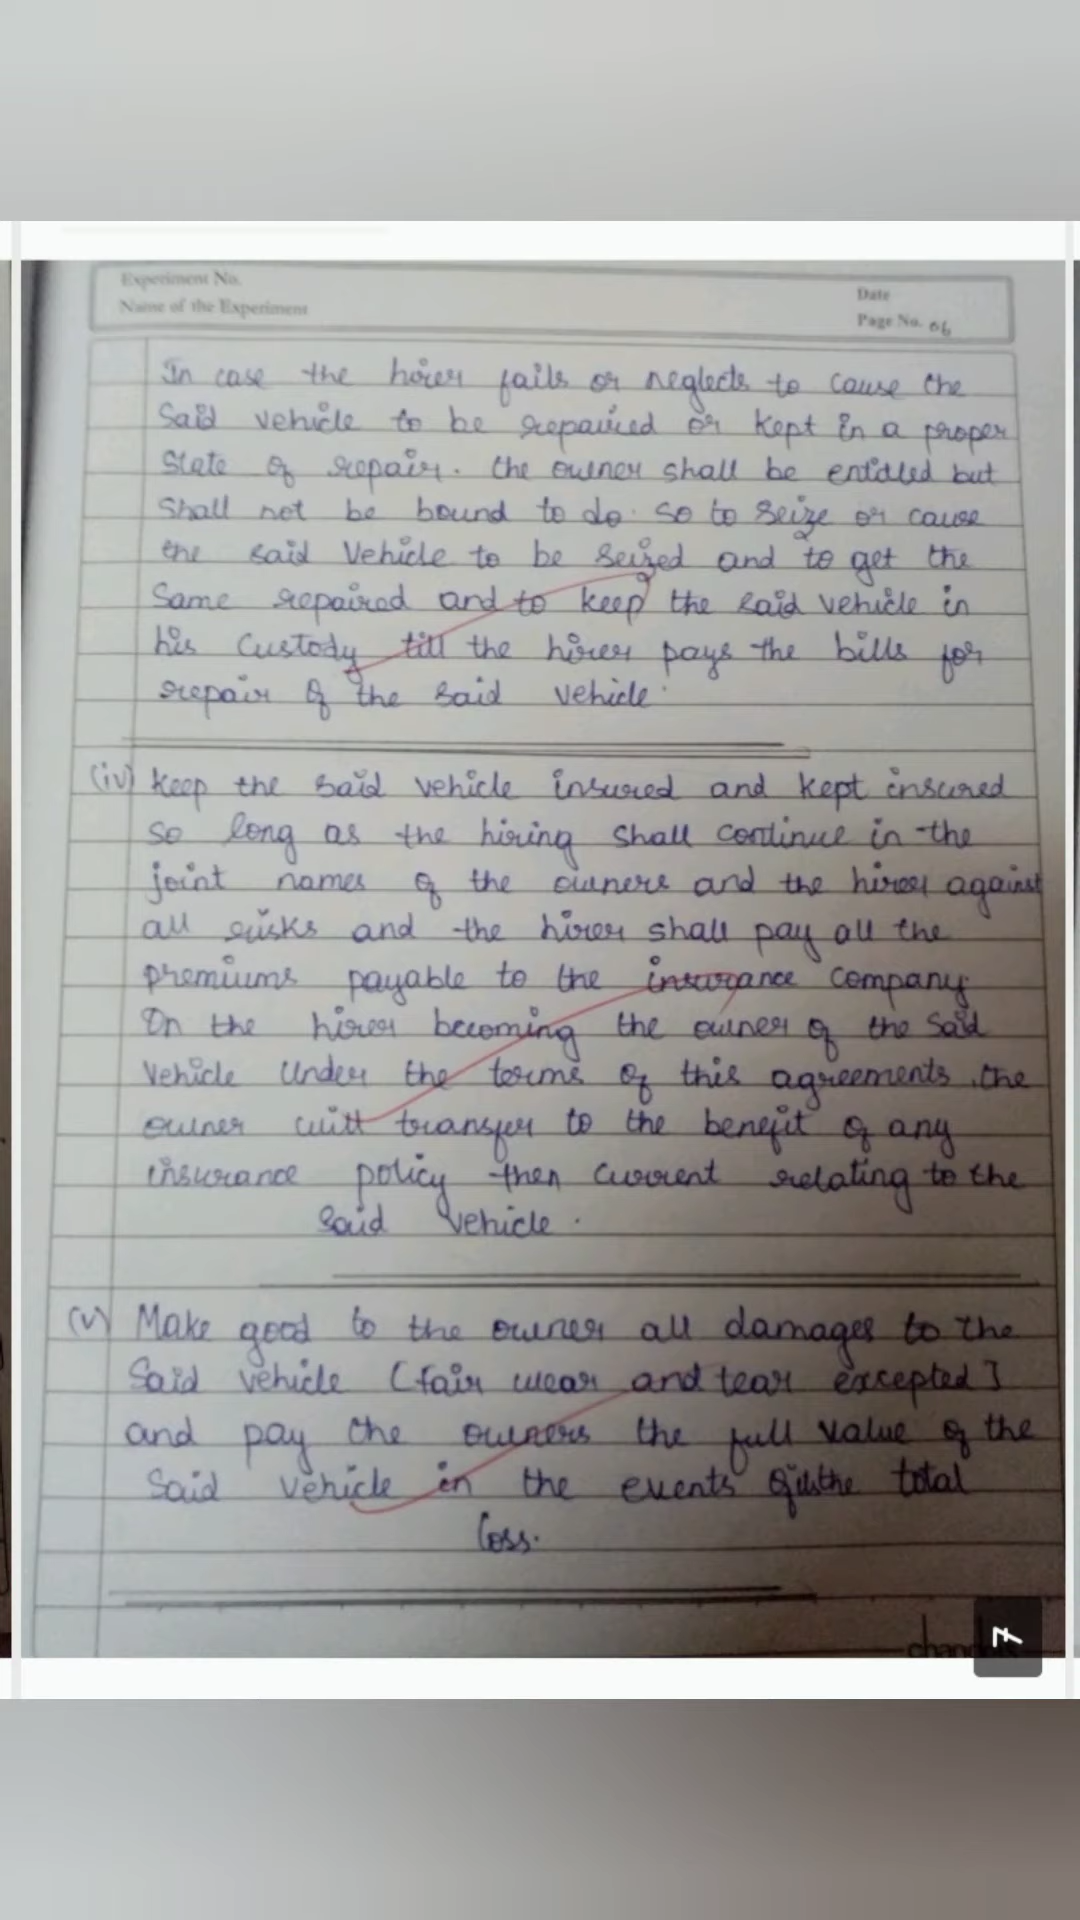 Experiment No.
Name of the Experiment
Date
Page No. 06
In case the hirer fails or neglects to cause the
Said vehicle to be repaired or kept in a proper
State of repair. the owner shall be entitled but
Shall not be bound to do. so to seize or cause
the said Vehicle to be seized and to get the
Same repaired and to keep the said vehicle in
his Custody till the hirer pays the bills for
repair of the said vehicle.
(iv) keep the said vehicle insured and kept insured
so long as the hiring shall continue in the
joint names of the owners and the hirer against
all risks and the hirer shall pay all the
premiums payable to the insurance company.
On the hirer becoming the owner of the said
Vehicle Under the terms of this agreements, the
owner will transfer to the benefit of any
insurance policy then current relating to the
said vehicle.
(v) Make good to the owner all damages to the
Said vehicle (fair wear and tear excepted]
and pay the owners the full value of the
Said vehicle in the events of the total
loss.
7